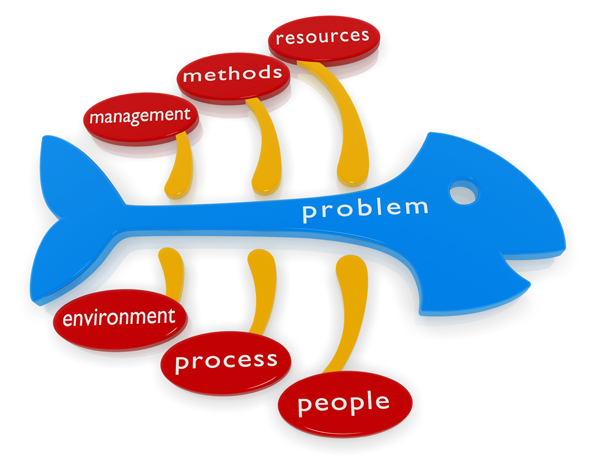 resources
methods
management
problem
environment
process
people